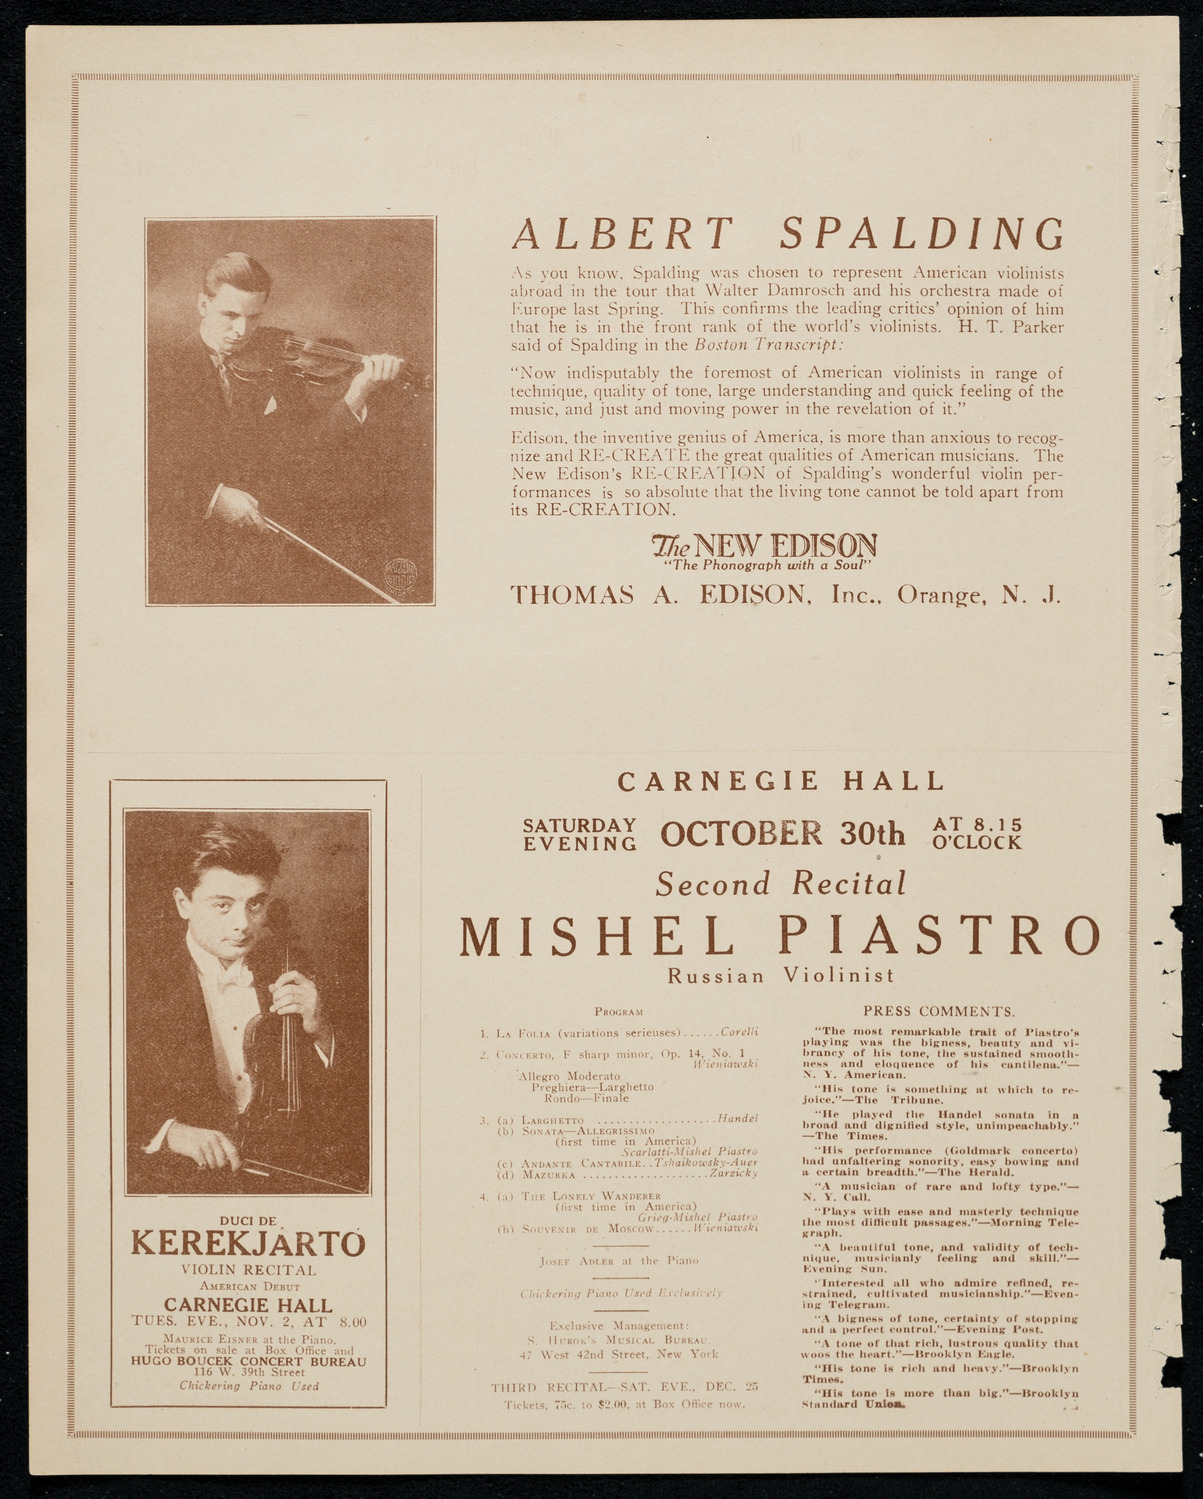 ALBERT SPALDING
As you know, Spalding was chosen to represent American violinists
abroad in the tour that Walter Damrosch and his orchestra made of
Europe last Spring. This confirms the leading critics' opinion of him
that he is in the front rank of the world's violinists. H. T. Parker
said of Spalding in the Boston Transcript:
"Now indisputably the foremost of American violinists in range of
technique, quality of tone, large understanding and quick feeling of the
music, and just and moving power in the revelation of it."
Edison, the inventive genius of America, is more than anxious to recog-
nize and RE-CREATE the great qualities of American musicians. The
New Edison's RE-CREATION of Spalding's wonderful violin per-
formances is so absolute that the living tone cannot be told apart from
its RE-CREATION.
The NEW EDISON
"The Phonograph with a Soul"
THOMAS A. EDISON, Inc., Orange, N. J.
DUCI DE
KEREKJÁRTÓ
VIOLIN RECITAL
AMERICAN DEBUT
CARNEGIE HALL
TUES. EVE., NOV. 2, AT 8.00
MAURICE EISNER at the Piano.
Tickets on sale at Box Office and
HUGO BOUCEK CONCERT BUREAU
116 W. 39th Street
Chickering Piano Used
CARNEGIE HALL
SATURDAY EVENING OCTOBER 30th AT 8.15 O'CLOCK
Second Recital
MISHEL PIASTRO
Russian Violinist
PROGRAM
1. LA FOLIA (variations serieuses)......Corelli
2. CONCERTO, F sharp minor, Op. 14, No. 1
Wieniawski
Allegro Moderato
Preghiera—Larghetto
Rondo—Finale
3. (a) LARGHETTO ...................Handel
(b) SONATA—ALLEGRISSIMO
(first time in America)
Scarlatti-Mishel Piastro
(c) ANDANTE CANTABILE..Tshaikowsky-Auer
(d) MAZURKA ....................Zarzicky
4. (a) THE LONELY WANDERER
(first time in America)
Grieg-Mishel Piastro
(b) SOUVENIR DE MOSCOW......Wieniawski
JOSEF ADLER at the Piano
Chickering Piano Used Exclusively
Exclusive Management:
S. HUROK'S MUSICAL BUREAU,
47 West 42nd Street, New York
THIRD RECITAL—SAT. EVE., DEC. 25
Tickets, 75c. to $2.00, at Box Office now.
PRESS COMMENTS.
"The most remarkable trait of Piastro's
playing was the bigness, beauty and vi-
brancy of his tone, the sustained smooth-
ness and eloquence of his cantilena."—
N. Y. American.
"His tone is something at which to re-
joice."—The Tribune.
"He played the Handel sonata in a
broad and dignified style, unimpeachably."
—The Times.
"His performance (Goldmark concerto)
had unfaltering sonority, easy bowing and
a certain breadth."—The Herald.
"A musician of rare and lofty type."—
N. Y. Call.
"Plays with ease and masterly technique
the most difficult passages."—Morning Tele-
graph.
"A beautiful tone, and validity of tech-
nique, musicianly feeling and skill."—
Evening Sun.
"Interested all who admire refined, re-
strained, cultivated musicianship."—Even-
ing Telegram.
"A bigness of tone, certainty of stopping
and a perfect control."—Evening Post.
"A tone of that rich, lustrous quality that
woos the heart."—Brooklyn Eagle.
"His tone is rich and heavy."—Brooklyn
Times.
"His tone is more than big."—Brooklyn
Standard Union.